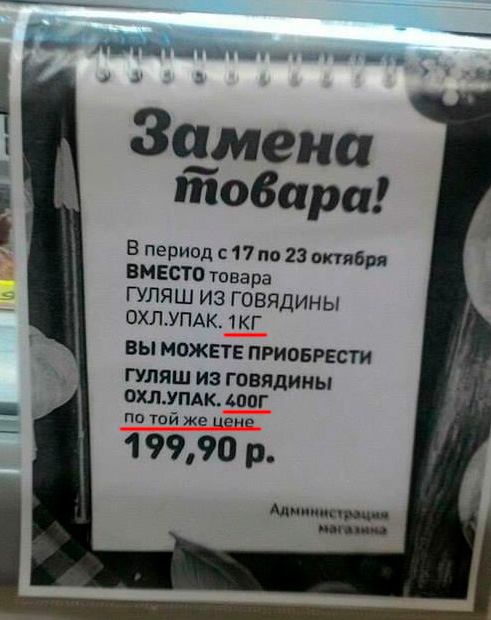 Замена
товара!
В период с 17 по 23 октября
ВМЕСТО товара
ГУЛЯШ ИЗ ГОВЯДИНЫ
ОХЛ.УПАК. 1КГ
ВЫ МОЖЕТЕ ПРИОБРЕСТИ
ГУЛЯШ ИЗ ГОВЯДИНЫ
ОХЛ.УПАК. 400Г
по той же цене
199,90 р.
Администрация
магазина